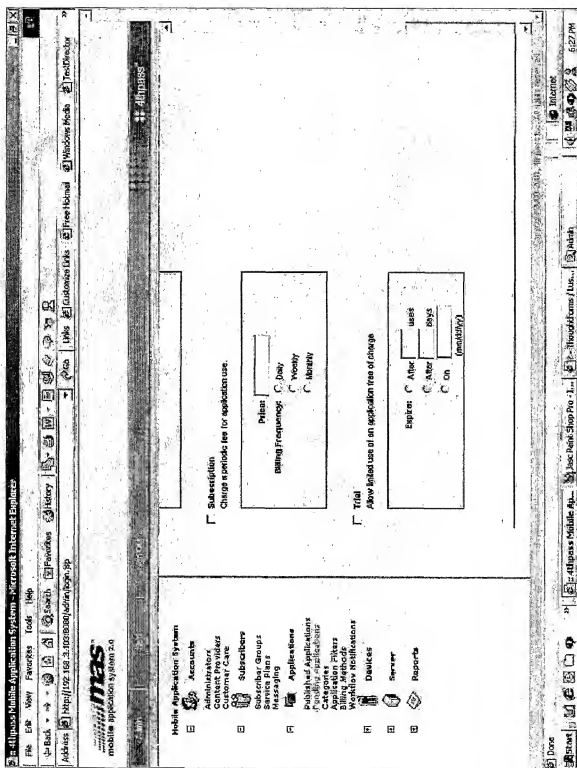 4thpass Mobile Application System - Microsoft Internet Explorer
File Edit View Favorites Tools Help
Back Search Favorites History
Address http://192.168.3.103:8080/admin/login.jsp Go Links Customize Links Free Hotmail Windows Media TestDirector
mas
mobile application system 2.0
4thpass
Mobile Application System
Accounts
Administrators
Content Providers
Customer Care
Subscribers
Subscriber Groups
Service Plans
Messaging
Applications
Published Applications
Pending Applications
Categories
Application Filters
Billing Methods
Workflow Notifications
Devices
Server
Reports
Subscription
Charge a periodic fee for application use.
Price:
Billing Frequency: Daily
Weekly
Monthly
Trial
Allow limited use of an application free of charge
Expires: After uses
After days
On
(mm/dd/yy)
Done
Internet
Start
4thpass Mobile Ap...
Jasc Paint Shop Pro - I...
ThoughtForms / Lus...
Admin
6:27 PM